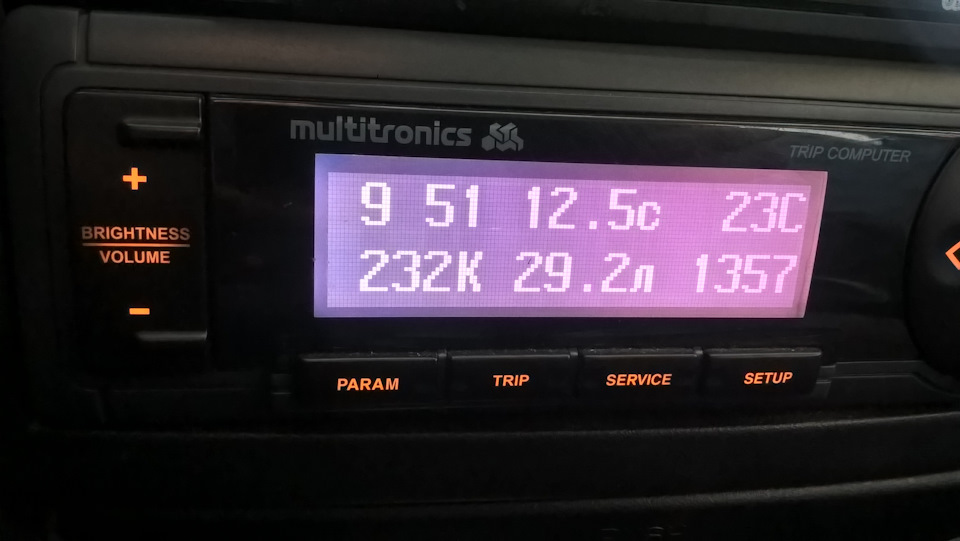 multitronics
TRIP COMPUTER
+
BRIGHTNESS
VOLUME
-
9 51 12.5с 23С
232К 29.2л 1357
PARAM TRIP SERVICE SETUP